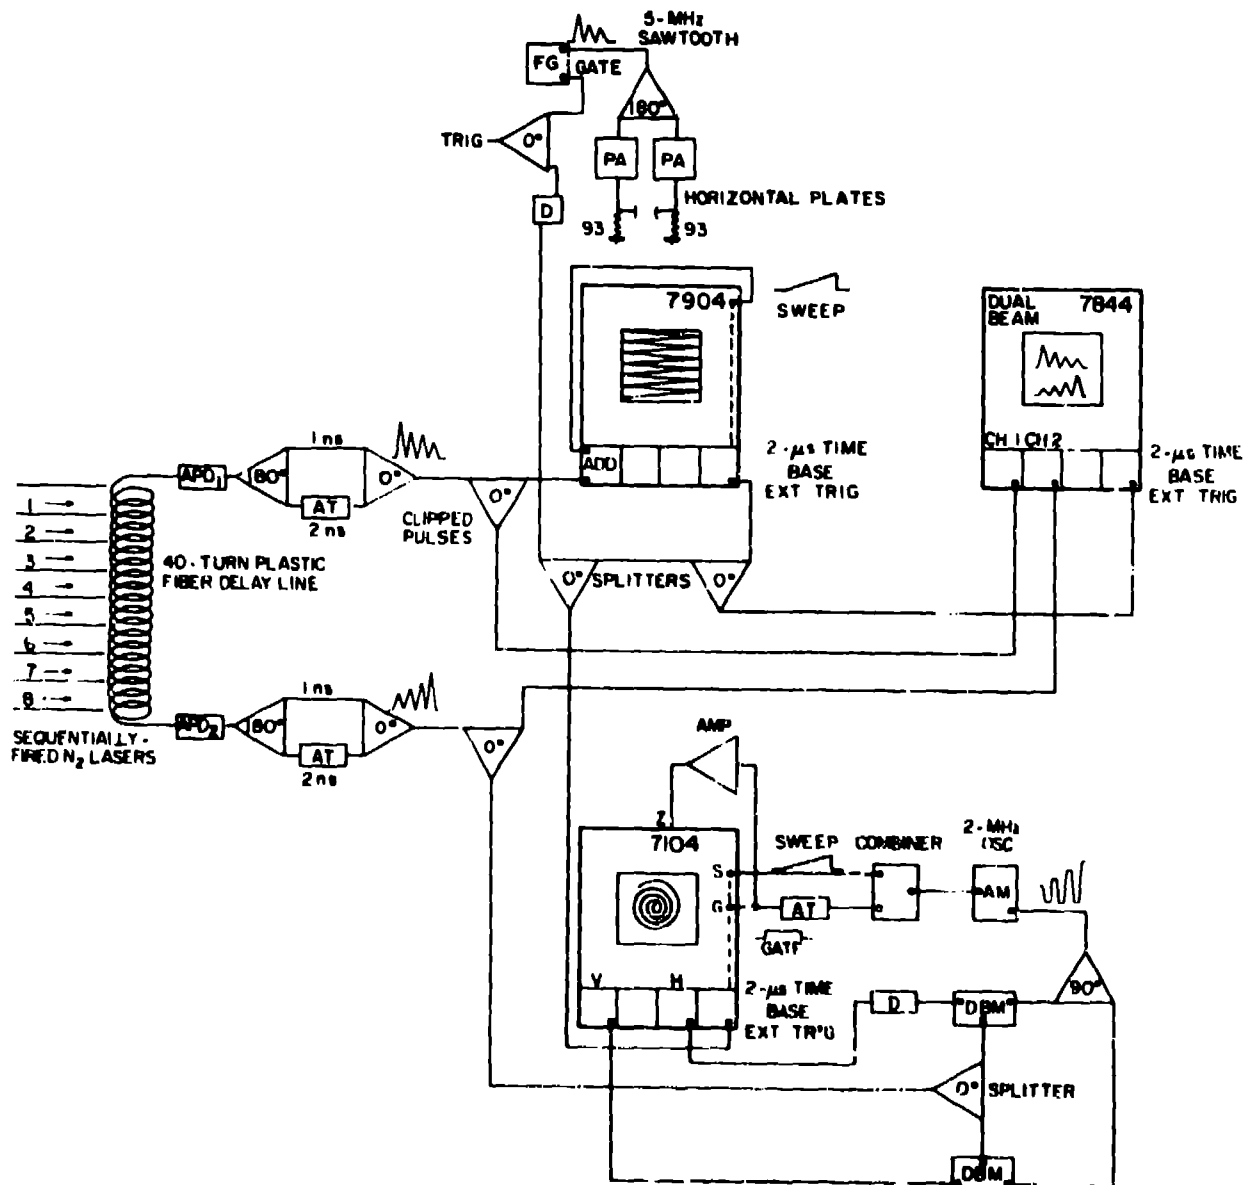 5-MHz
SAWTOOTH
FG
GATE
180°
TRIG
0°
PA
PA
HORIZONTAL PLATES
D
93
93
7904
SWEEP
DUAL
BEAM
7844
CH 1 CH 2
ADD
2-μs TIME
BASE
EXT TRIG
2-μs TIME
BASE
EXT TRIG
1 ns
APD1
80°
AT
2 ns
0°
0°
CLIPPED
PULSES
1
2
3
4
5
6
7
8
40-TURN PLASTIC
FIBER DELAY LINE
0°
SPLITTERS
0°
1 ns
APD2
80°
AT
2 ns
0°
0°
SEQUENTIALLY-
FIRED N2 LASERS
AMP
Z
7104
S
G
SWEEP
COMBINER
2-MHz
OSC
AM
AT
V
H
2-μs TIME
BASE
90°
D
DBM
0°
SPLITTER
DBM